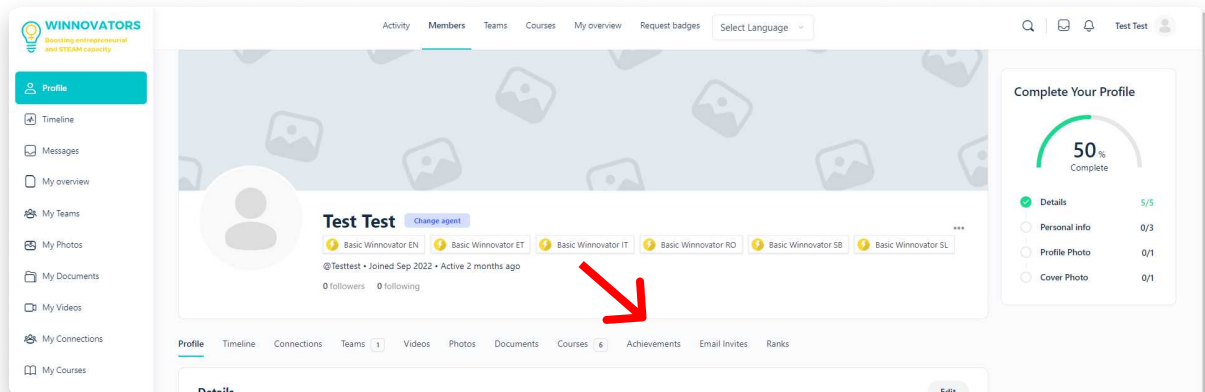 WINNOVATORS
Boosting entrepreneurial
and STEAM capacity
Activity Members Teams Courses My overview Request badges Select Language
Test Test
Profile
Timeline
Messages
My overview
My Teams
My Photos
My Documents
My Videos
My Connections
My Courses
Test Test Change agent
Basic Winnovator EN Basic Winnovator ET Basic Winnovator IT Basic Winnovator RO Basic Winnovator SB Basic Winnovator SL
@Testtest • Joined Sep 2022 • Active 2 months ago
0 followers 0 following
Profile Timeline Connections Teams 1 Videos Photos Documents Courses 6 Achievements Email Invites Ranks
Details Edit
Complete Your Profile
50 %
Complete
Details 5/5
Personal info 0/3
Profile Photo 0/1
Cover Photo 0/1